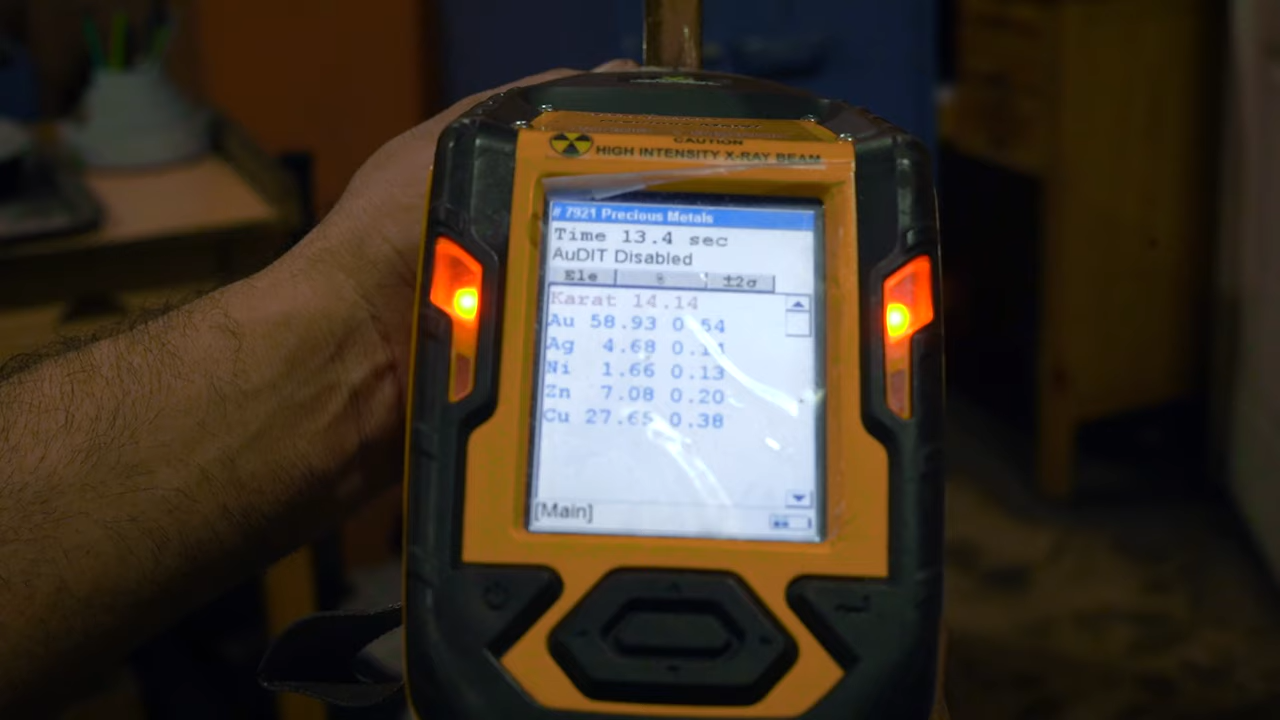 CAUTION
HIGH INTENSITY X-RAY BEAM
# 7921 Precious Metals
Time 13.4 sec
AuDIT Disabled
Ele % ±2σ
Karat 14.14
Au 58.93 0.54
Ag 4.68 0.11
Ni 1.66 0.13
Zn 7.08 0.20
Cu 27.65 0.38
[Main]